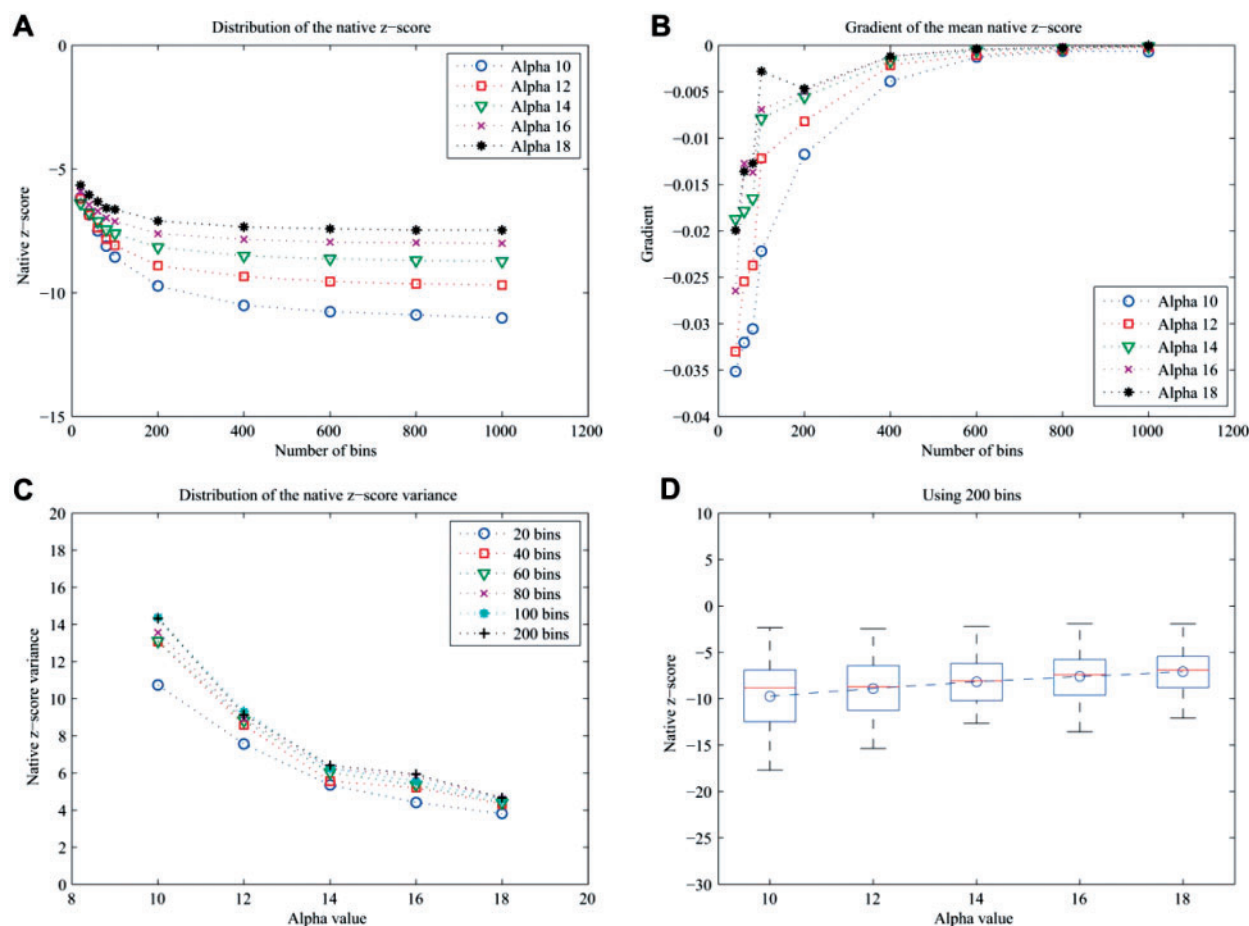 A
Distribution of the native z−score
0
−5
−10
−15
Native z−score
0
200
400
600
800
1000
1200
Number of bins
Alpha 10
Alpha 12
Alpha 14
Alpha 16
Alpha 18
B
Gradient of the mean native z−score
0
−0.005
−0.01
−0.015
−0.02
−0.025
−0.03
−0.035
−0.04
Gradient
0
200
400
600
800
1000
1200
Number of bins
Alpha 10
Alpha 12
Alpha 14
Alpha 16
Alpha 18
C
Distribution of the native z−score variance
20
18
16
14
12
10
8
6
4
2
0
Native z−score variance
8
10
12
14
16
18
20
Alpha value
20 bins
40 bins
60 bins
80 bins
100 bins
200 bins
D
Using 200 bins
10
5
0
−5
−10
−15
−20
−25
−30
Native z−score
10
12
14
16
18
Alpha value